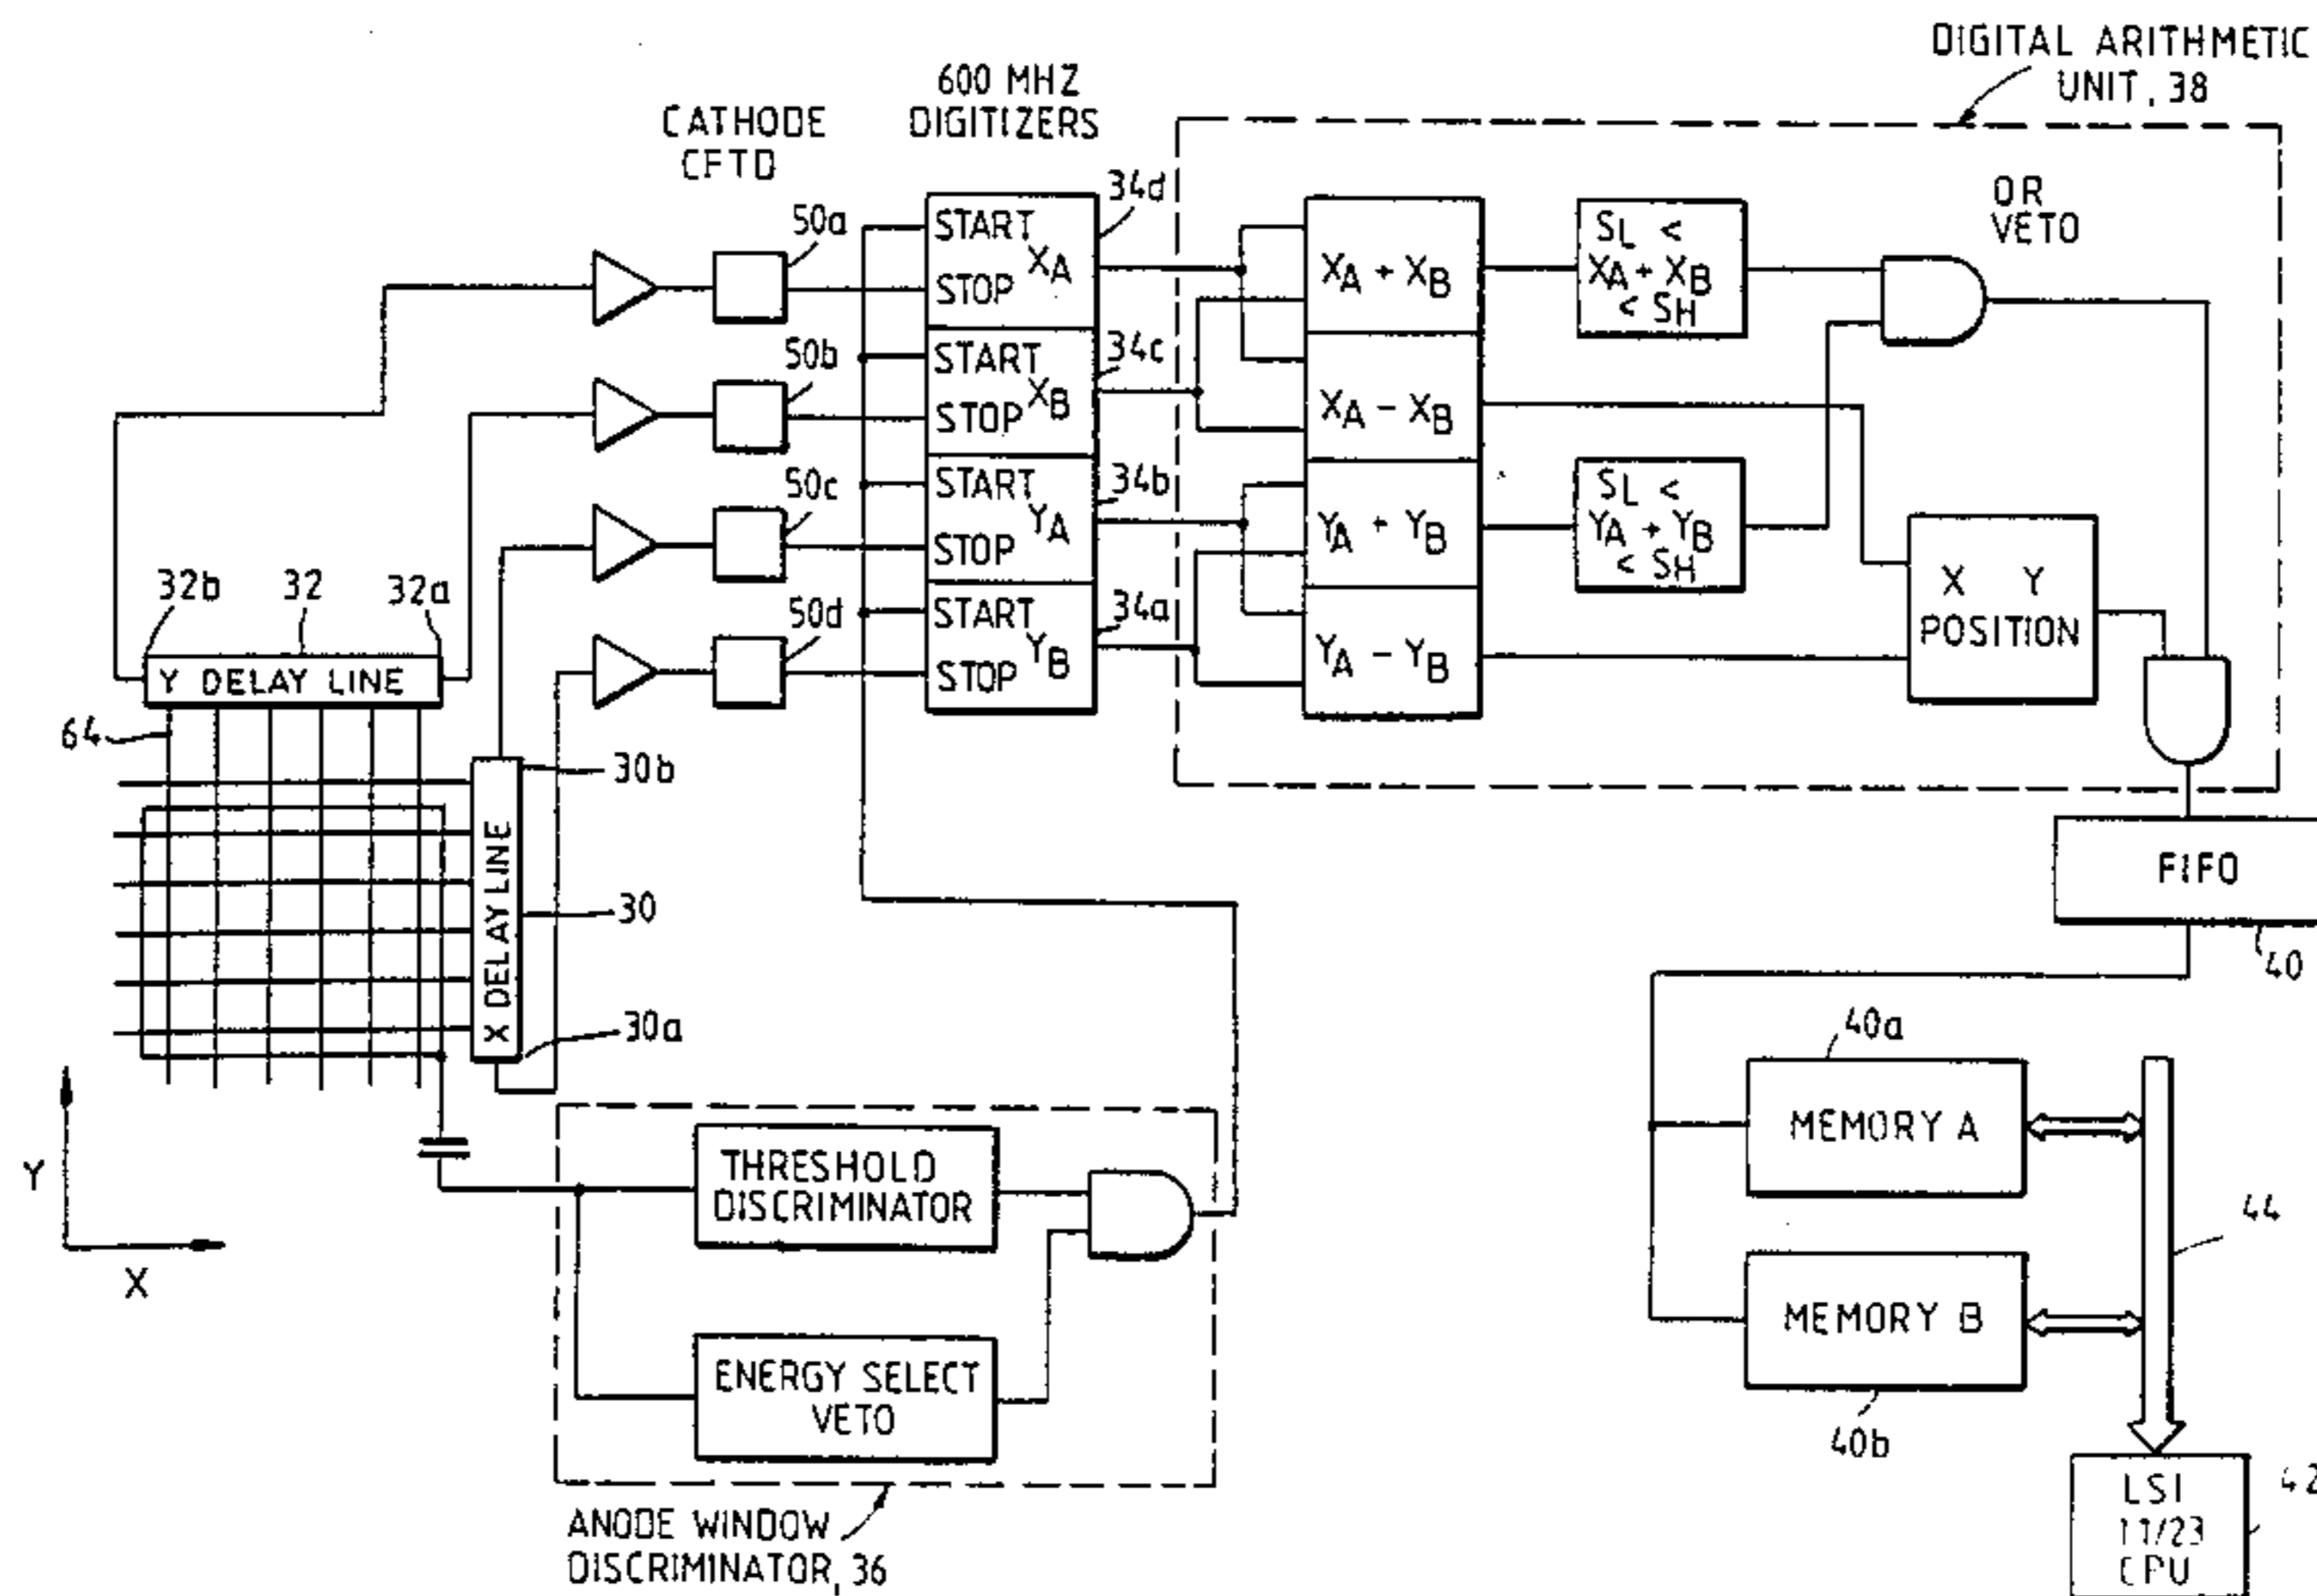 DIGITAL ARITHMETIC
UNIT, 38
600 MHZ
DIGITIZERS
CATHODE
CFTD
OR
VETO
50a
50b
50c
50d
START
XA
STOP
START
XB
STOP
START
YA
STOP
START
YB
STOP
34d
34c
34b
34a
XA + XB
XA - XB
YA + YB
YA - YB
SL <
XA + XB
< SH
SL <
YA + YB
< SH
X Y
POSITION
32b
32
32a
Y DELAY LINE
64
30b
X DELAY LINE
30
30a
Y
X
FIFO
40
40a
MEMORY A
MEMORY B
40b
44
LSI
11/23
CPU
42
THRESHOLD
DISCRIMINATOR
ENERGY SELECT
VETO
ANODE WINDOW
DISCRIMINATOR, 36